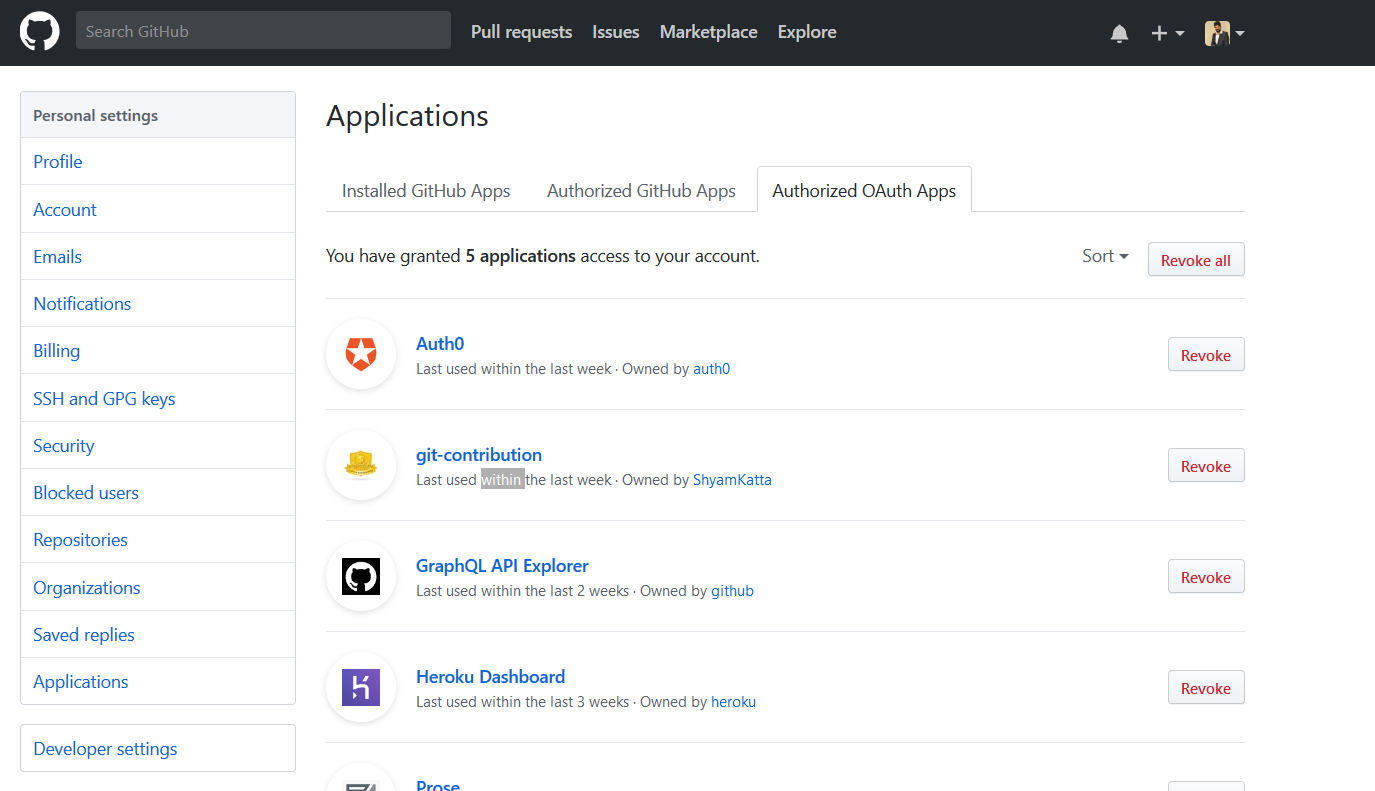 Search GitHub
Pull requests
Issues
Marketplace
Explore
Personal settings
Profile
Account
Emails
Notifications
Billing
SSH and GPG keys
Security
Blocked users
Repositories
Organizations
Saved replies
Applications
Developer settings
Applications
Installed GitHub Apps
Authorized GitHub Apps
Authorized OAuth Apps
You have granted 5 applications access to your account.
Sort
Revoke all
Auth0
Last used within the last week · Owned by auth0
Revoke
git-contribution
Last used within the last week · Owned by ShyamKatta
Revoke
GraphQL API Explorer
Last used within the last 2 weeks · Owned by github
Revoke
Heroku Dashboard
Last used within the last 3 weeks · Owned by heroku
Revoke
Prose